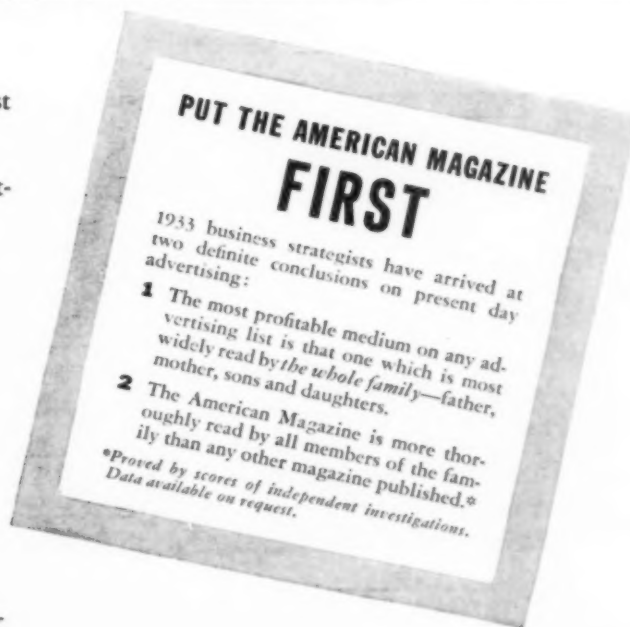 st
-
PUT THE AMERICAN MAGAZINE
FIRST
1933 business strategists have arrived at
two definite conclusions on present day
advertising:
1 The most profitable medium on any ad-
vertising list is that one which is most
widely read by the whole family—father,
mother, sons and daughters.
2 The American Magazine is more thor-
oughly read by all members of the fam-
ily than any other magazine published.*
*Proved by scores of independent investigations.
Data available on request.